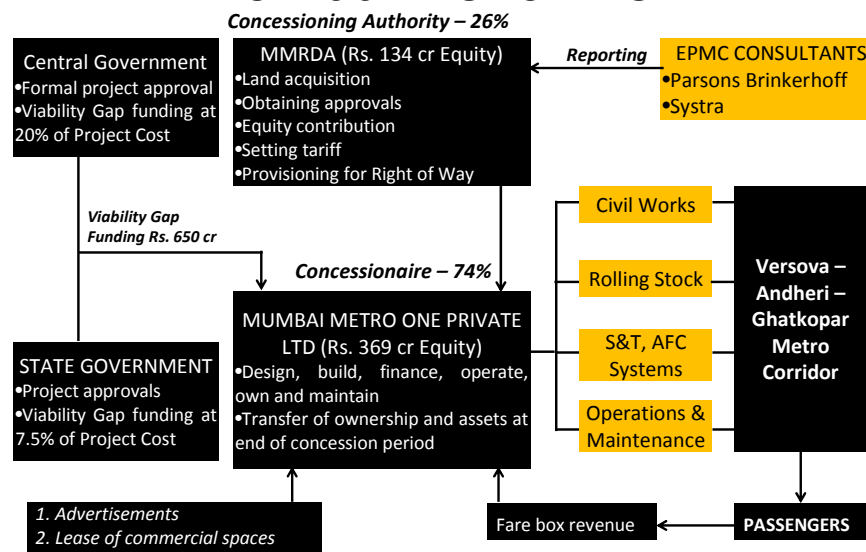 Concessioning Authority – 26%
Central Government
•Formal project approval
•Viability Gap funding at
20% of Project Cost
MMRDA (Rs. 134 cr Equity)
•Land acquisition
•Obtaining approvals
•Equity contribution
•Setting tariff
•Provisioning for Right of Way
Reporting
EPMC CONSULTANTS
•Parsons Brinkerhoff
•Systra
Viability Gap
Funding Rs. 650 cr
Concessionaire – 74%
MUMBAI METRO ONE PRIVATE
LTD (Rs. 369 cr Equity)
•Design, build, finance, operate,
own and maintain
•Transfer of ownership and assets at
end of concession period
STATE GOVERNMENT
•Project approvals
•Viability Gap funding at
7.5% of Project Cost
Civil Works
Rolling Stock
S&T, AFC
Systems
Operations &
Maintenance
Versova –
Andheri –
Ghatkopar
Metro
Corridor
1. Advertisements
2. Lease of commercial spaces
Fare box revenue
PASSENGERS